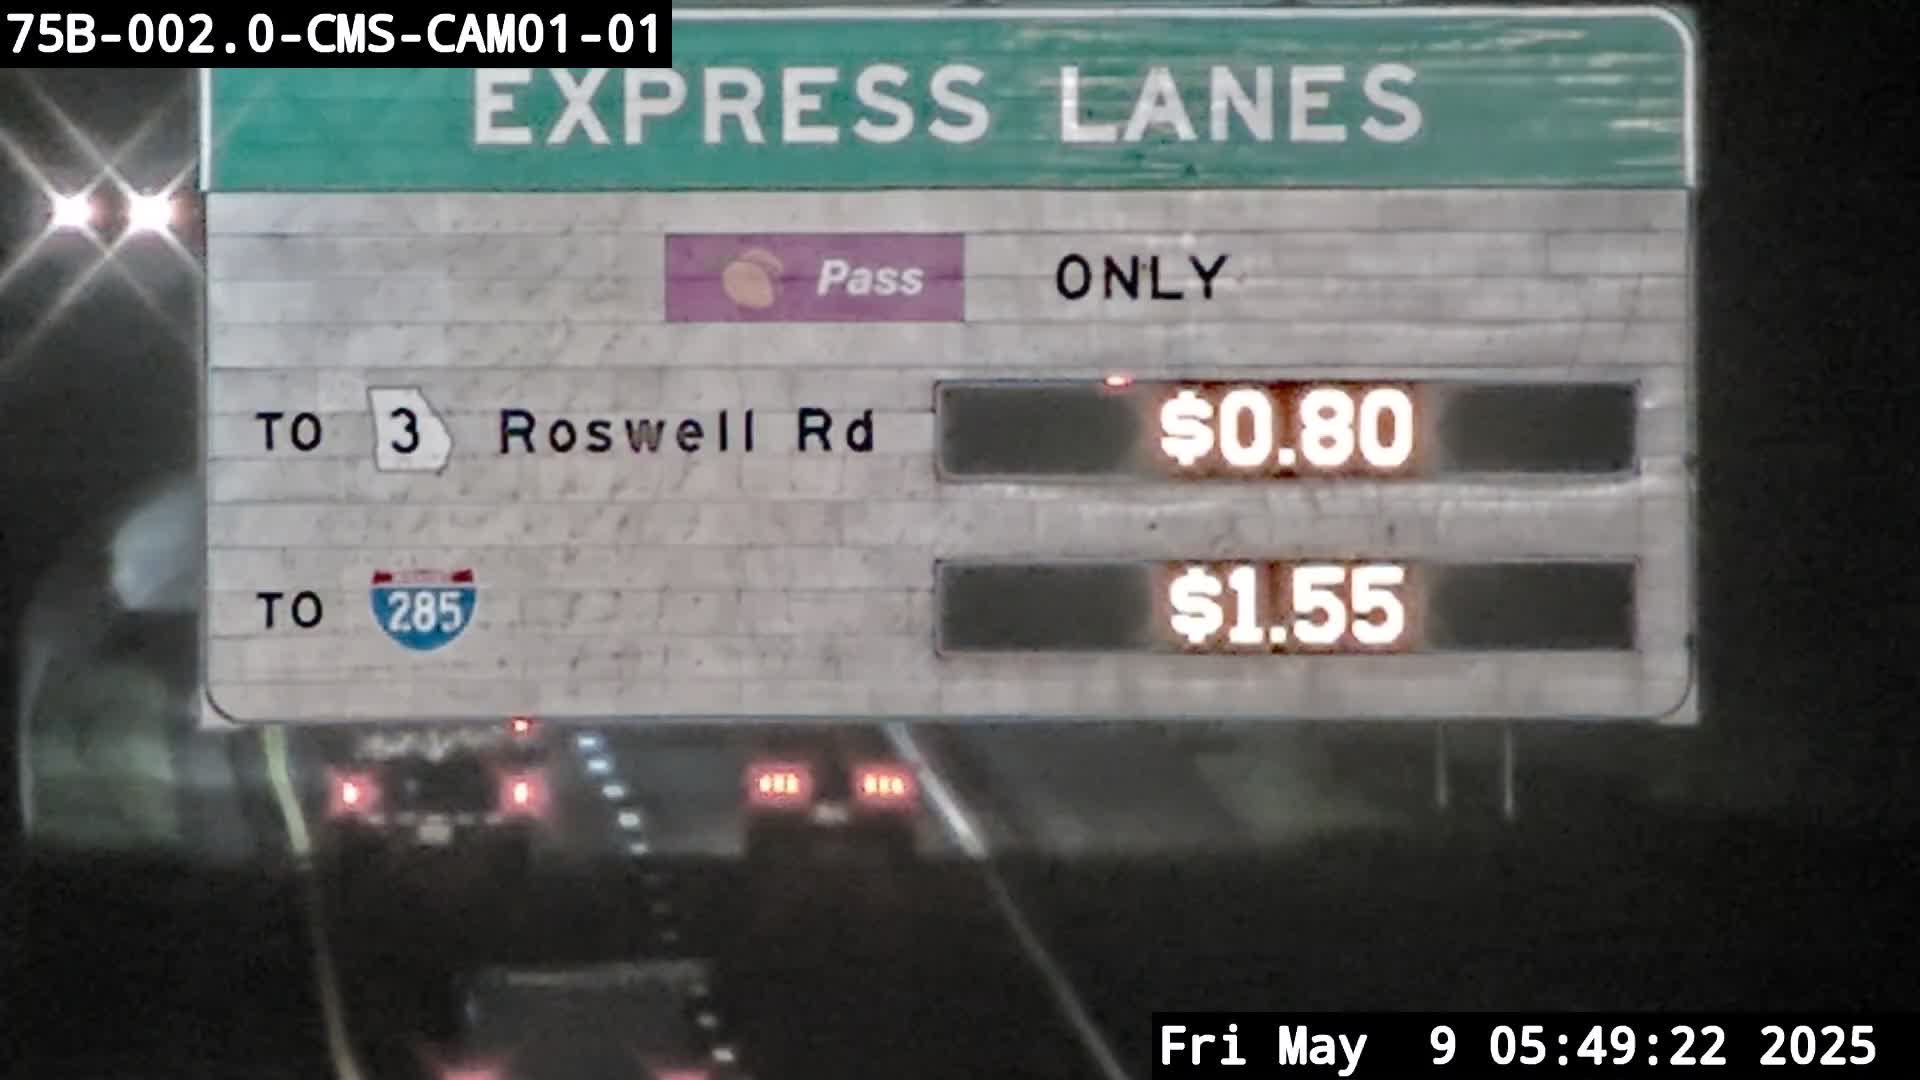 75B-002.0-CMS-CAM01-01
EXPRESS LANES
Pass ONLY
TO 3 Roswell Rd $0.80
TO 285 $1.55
Fri May 9 05:49:22 2025